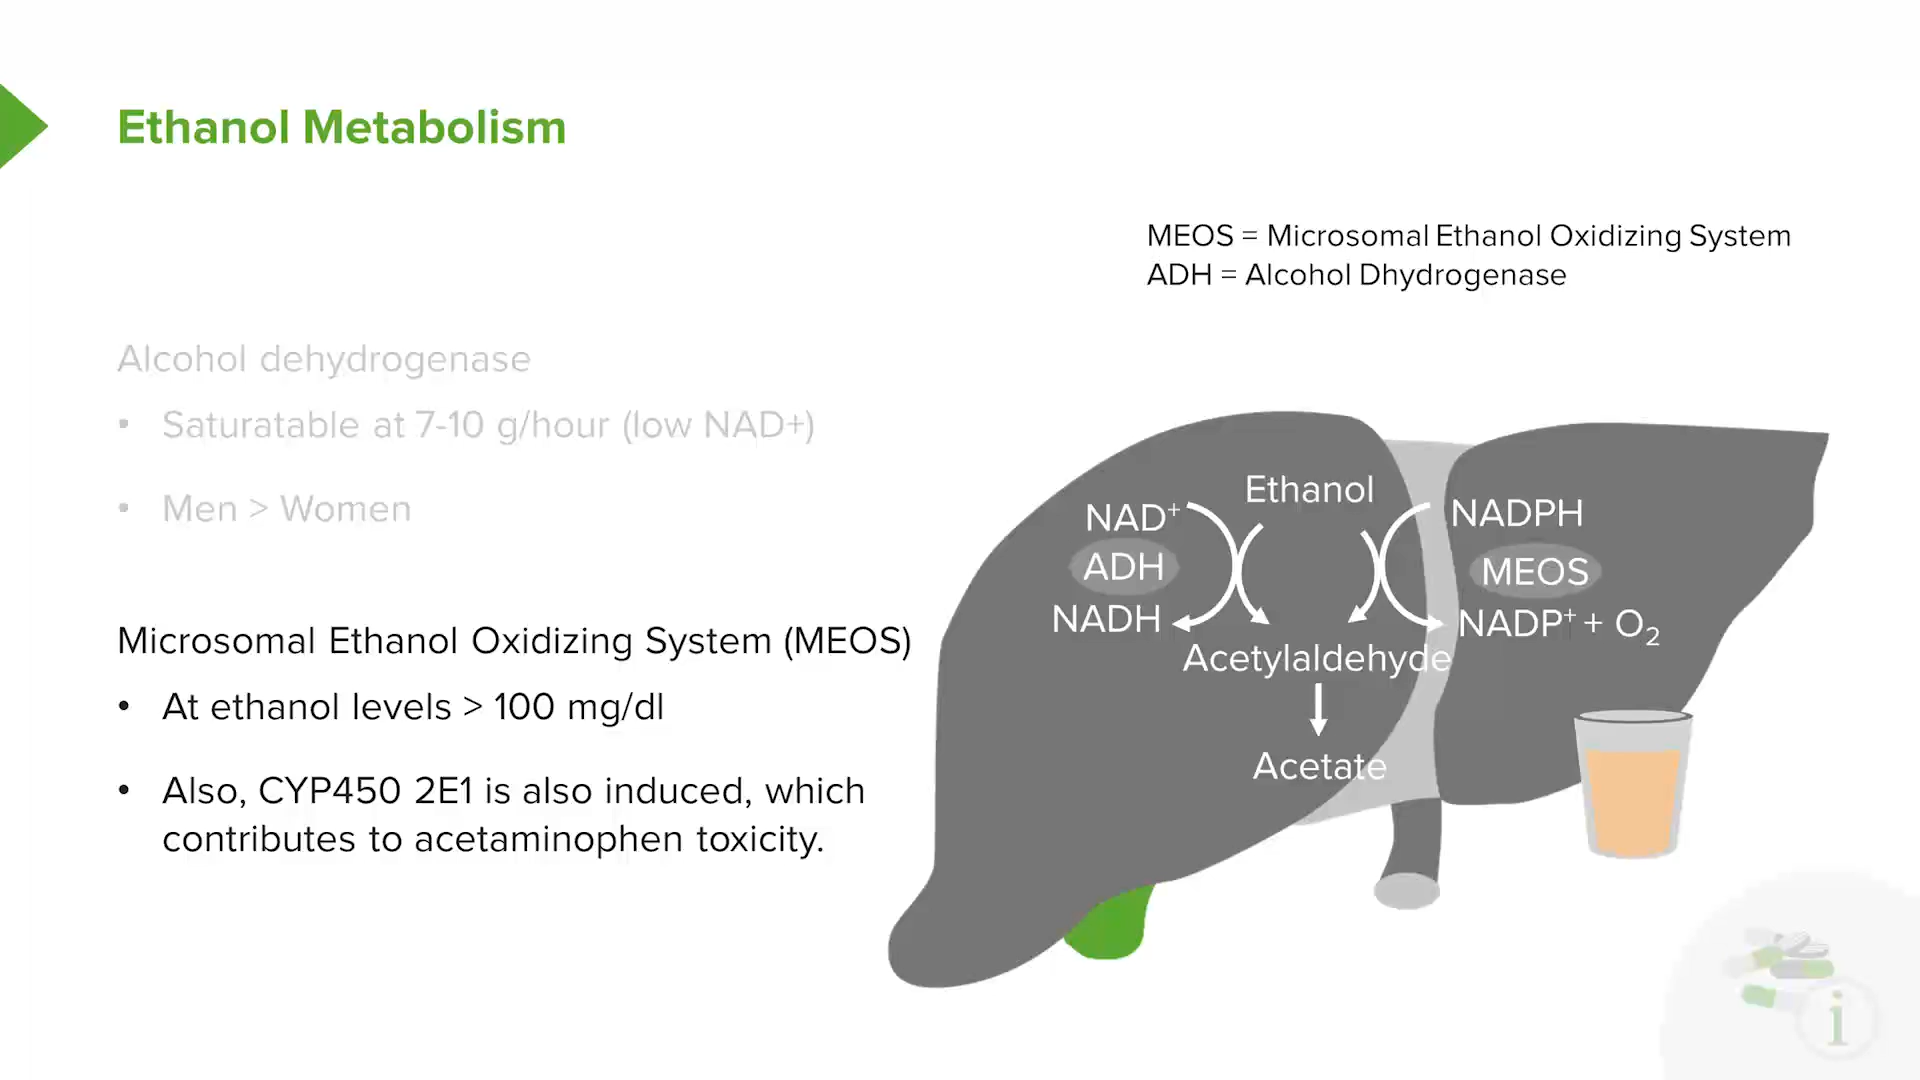 Ethanol Metabolism
MEOS = Microsomal Ethanol Oxidizing System
ADH = Alcohol Dhydrogenase
Alcohol dehydrogenase
• Saturatable at 7-10 g/hour (low NAD+)
• Men > Women
Microsomal Ethanol Oxidizing System (MEOS)
• At ethanol levels > 100 mg/dl
• Also, CYP450 2E1 is also induced, which
contributes to acetaminophen toxicity.
Ethanol
NAD⁺
ADH
NADH
NADPH
MEOS
NADP⁺ + O₂
Acetylaldehyde
Acetate
i